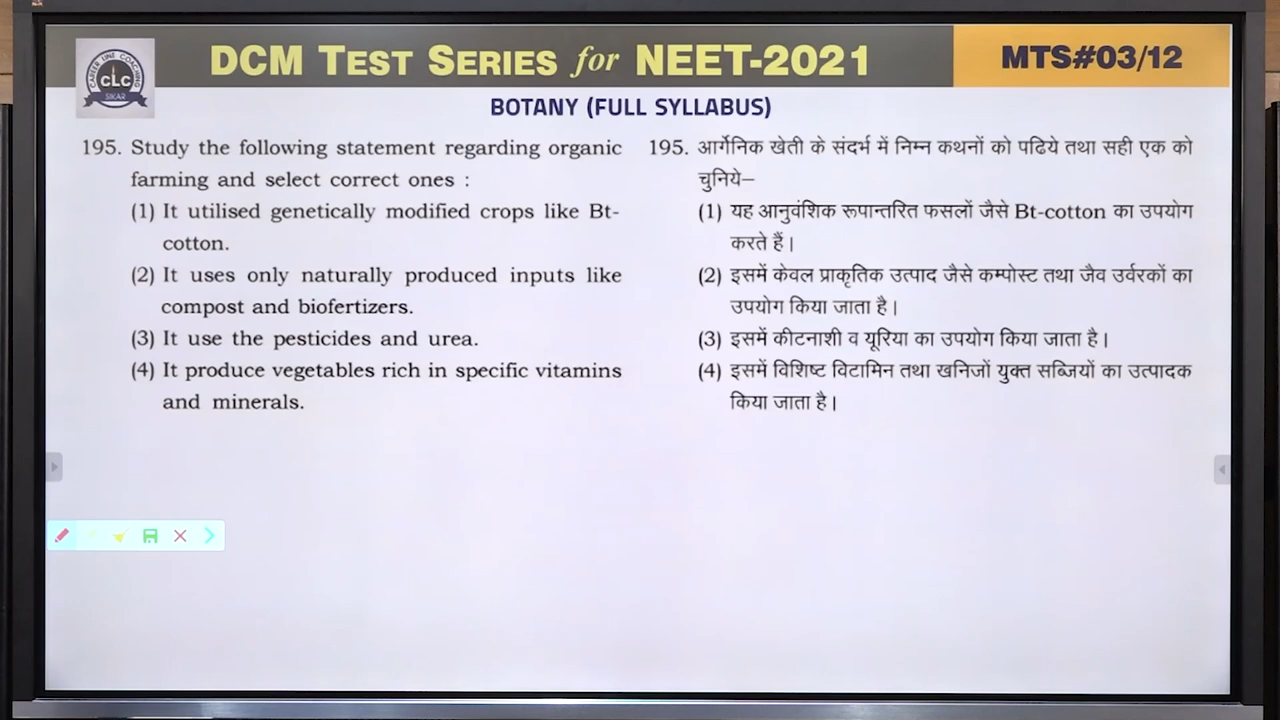 CAREER LINE COACHING
CLC
SIKAR
DCM TEST SERIES for NEET-2021
MTS#03/12
BOTANY (FULL SYLLABUS)
195. Study the following statement regarding organic
farming and select correct ones :
(1) It utilised genetically modified crops like Bt-
cotton.
(2) It uses only naturally produced inputs like
compost and biofertizers.
(3) It use the pesticides and urea.
(4) It produce vegetables rich in specific vitamins
and minerals.
195. आर्गेनिक खेती के संदर्भ में निम्न कथनों को पढिये तथा सही एक को
चुनिये–
(1) यह आनुवंशिक रूपान्तरित फसलों जैसे Bt-cotton का उपयोग
करते हैं।
(2) इसमें केवल प्राकृतिक उत्पाद जैसे कम्पोस्ट तथा जैव उर्वरकों का
उपयोग किया जाता है।
(3) इसमें कीटनाशी व यूरिया का उपयोग किया जाता है।
(4) इसमें विशिष्ट विटामिन तथा खनिजों युक्त सब्जियों का उत्पादक
किया जाता है।